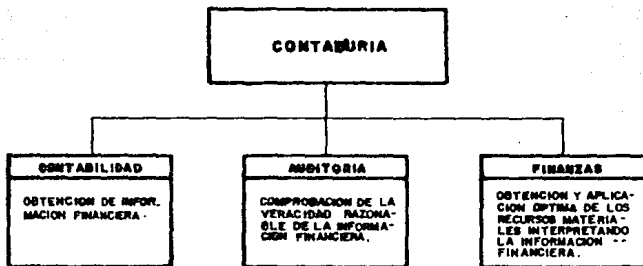 CONTADURIA
CONTABILIDAD
OBTENCION DE INFOR-
MACION FINANCIERA.
AUDITORIA
COMPROBACION DE LA
VERACIDAD RAZONA-
BLE DE LA INFORMA-
CION FINANCIERA.
FINANZAS
OBTENCION Y APLICA-
CION OPTIMA DE LOS
RECURSOS MATERIA-
LES INTERPRETANDO
LA INFORMACION --
FINANCIERA.